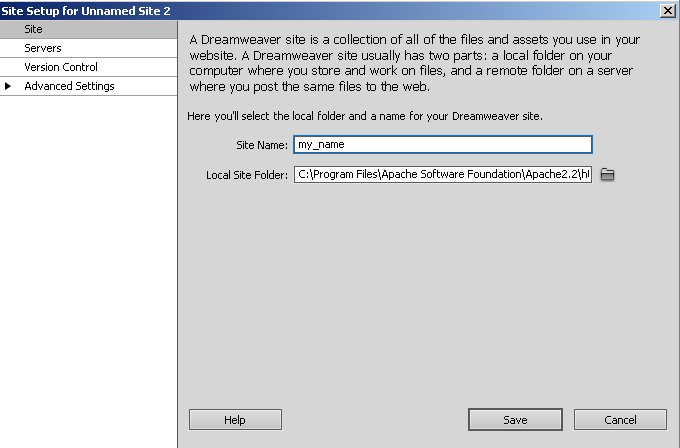 Site Setup for Unnamed Site 2
Site
Servers
Version Control
Advanced Settings
A Dreamweaver site is a collection of all of the files and assets you use in your
website. A Dreamweaver site usually has two parts: a local folder on your
computer where you store and work on files, and a remote folder on a server
where you post the same files to the web.
Here you'll select the local folder and a name for your Dreamweaver site.
Site Name: my_name
Local Site Folder: C:\Program Files\Apache Software Foundation\Apache2.2\
Help Save Cancel